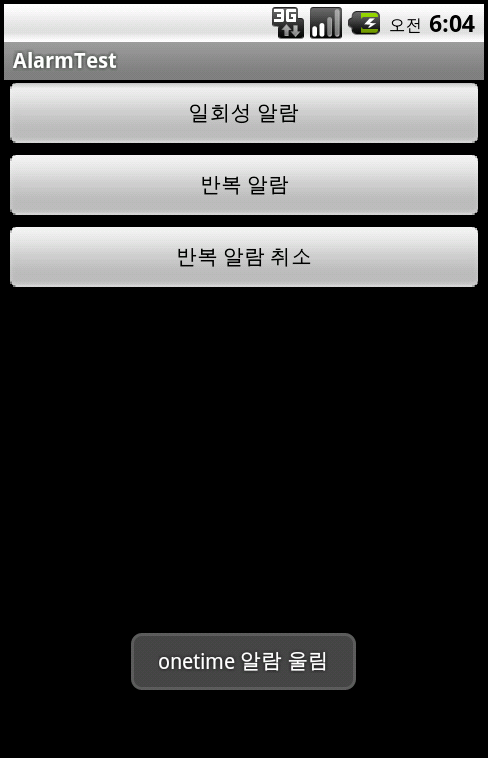 3G 오전 6:04
AlarmTest
일회성 알람
반복 알람
반복 알람 취소
onetime 알람 울림